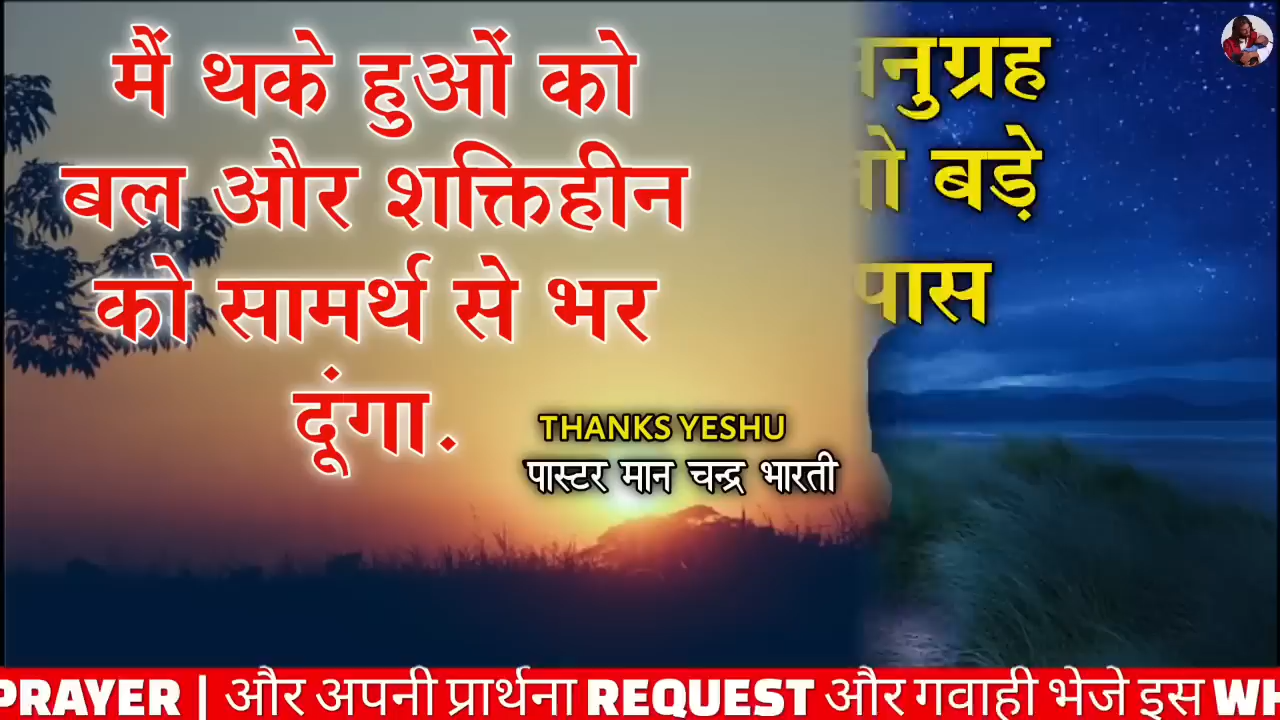 मैं थके हुओं को
बल और शक्तिहीन
को सामर्थ से भर
दूंगा.
THANKS YESHU
पास्टर मान चन्द्र भारती
बड़े
पास
PRAYER | और अपनी प्रार्थना REQUEST और गवाही भेजे इस